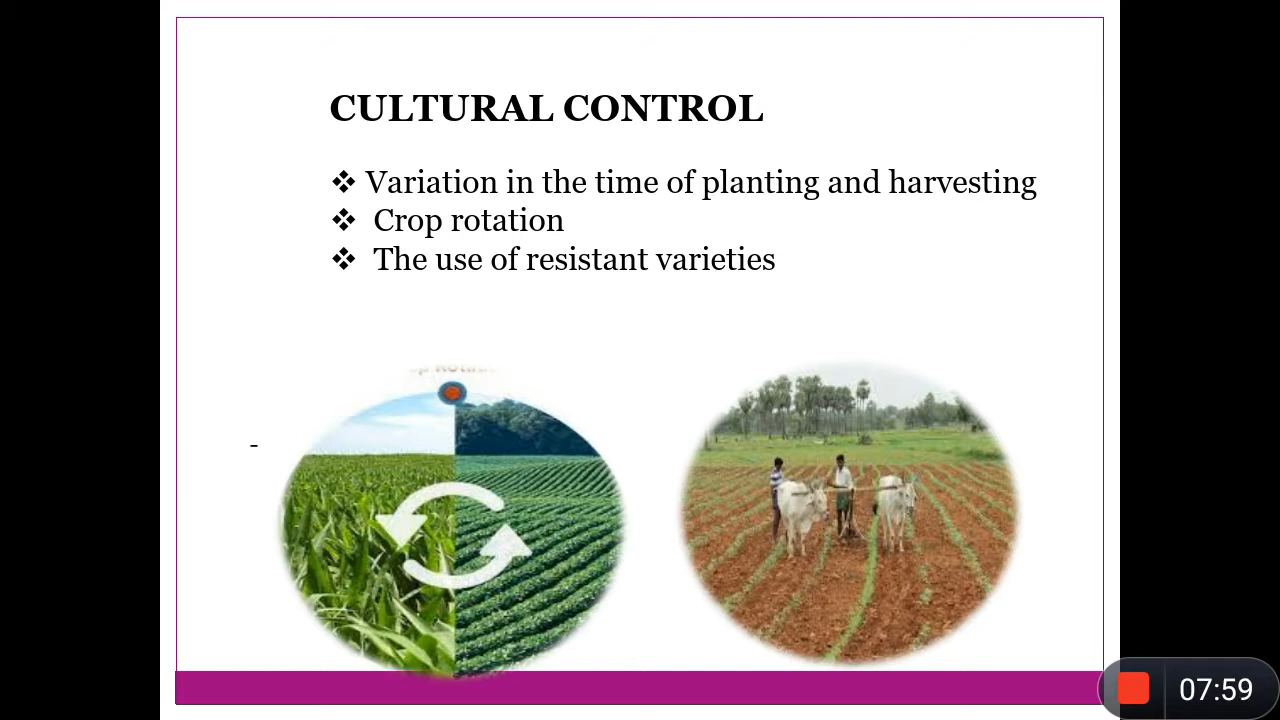 CULTURAL CONTROL
❖ Variation in the time of planting and harvesting
❖ Crop rotation
❖ The use of resistant varieties
-
07:59